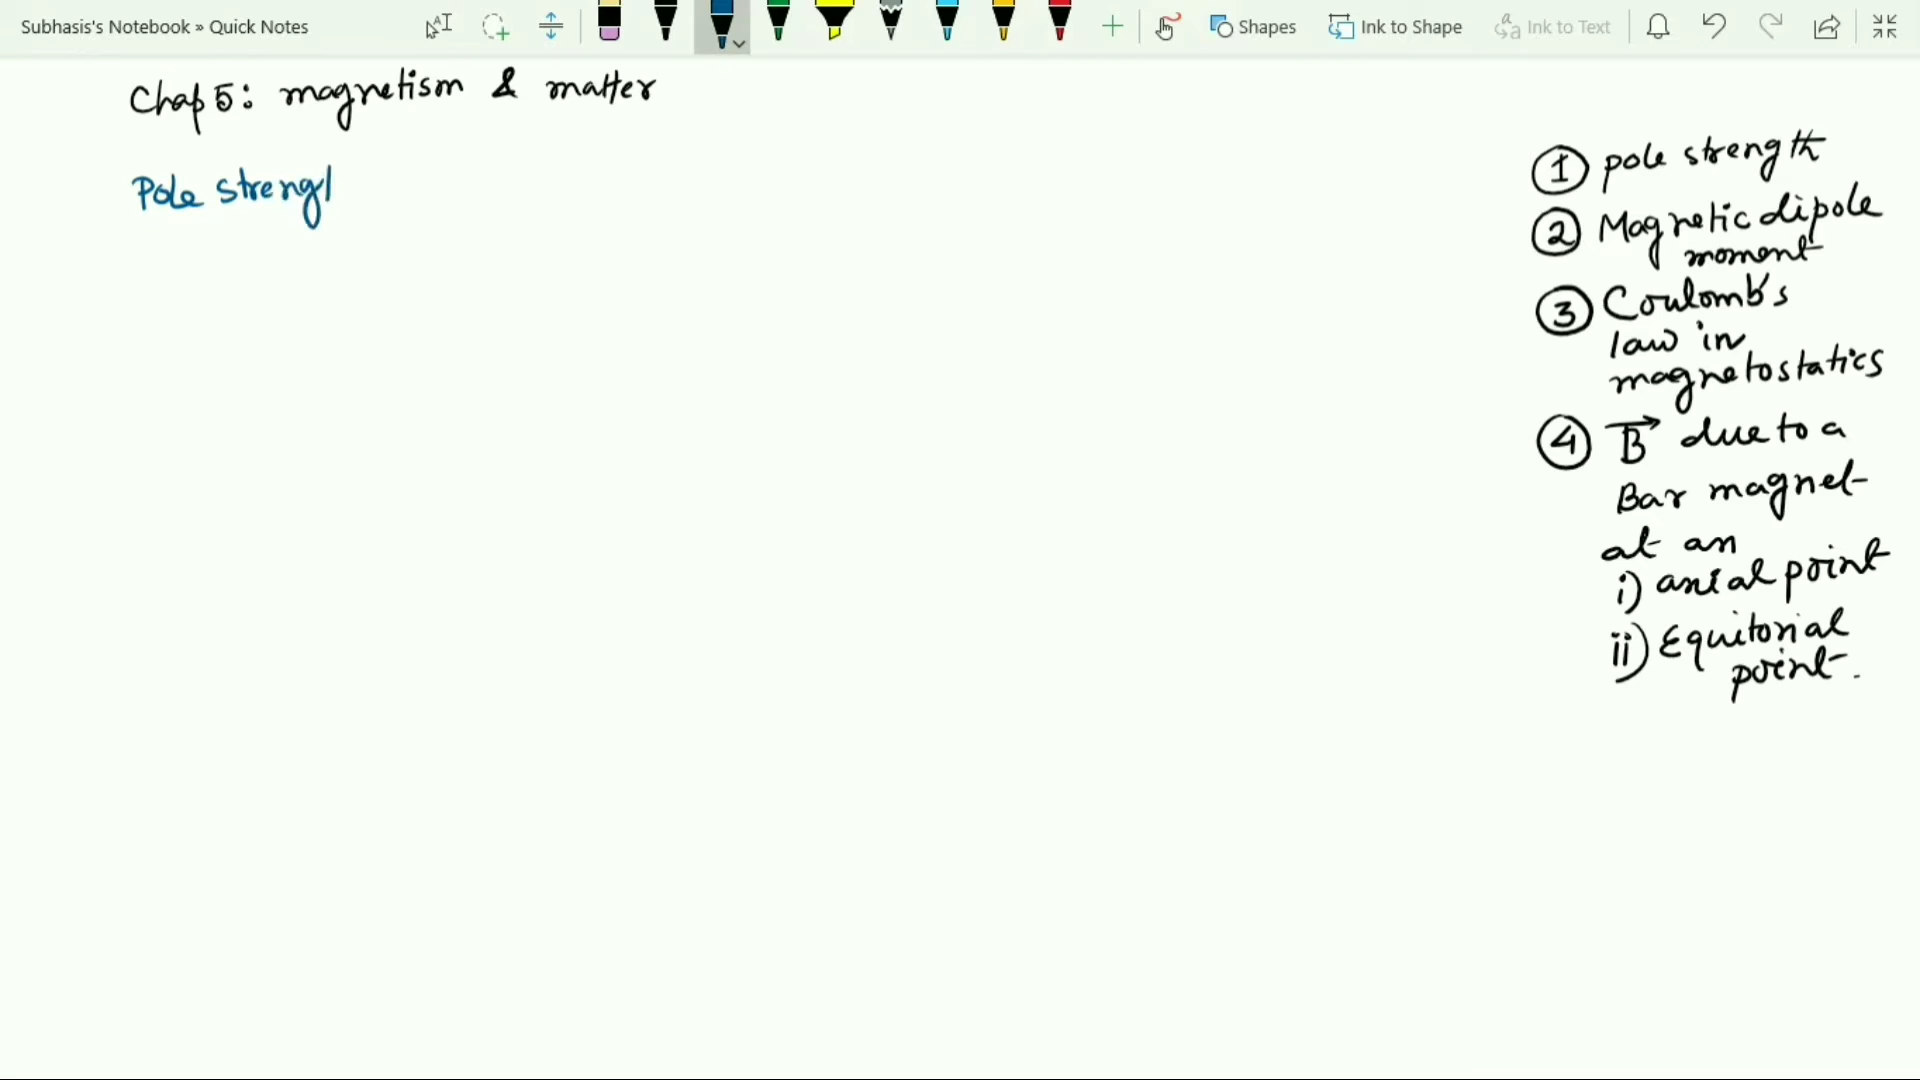 Subhasis's Notebook » Quick Notes
Shapes
Ink to Shape
Ink to Text
Chap 5: magnetism & matter
Pole strengl
① pole strength
② Magnetic dipole
moment
③ Coulomb's
law in
magnetostatics
④ B⃗ due to a
Bar magnet
at an
i) axial point
ii) Equitorial
point.